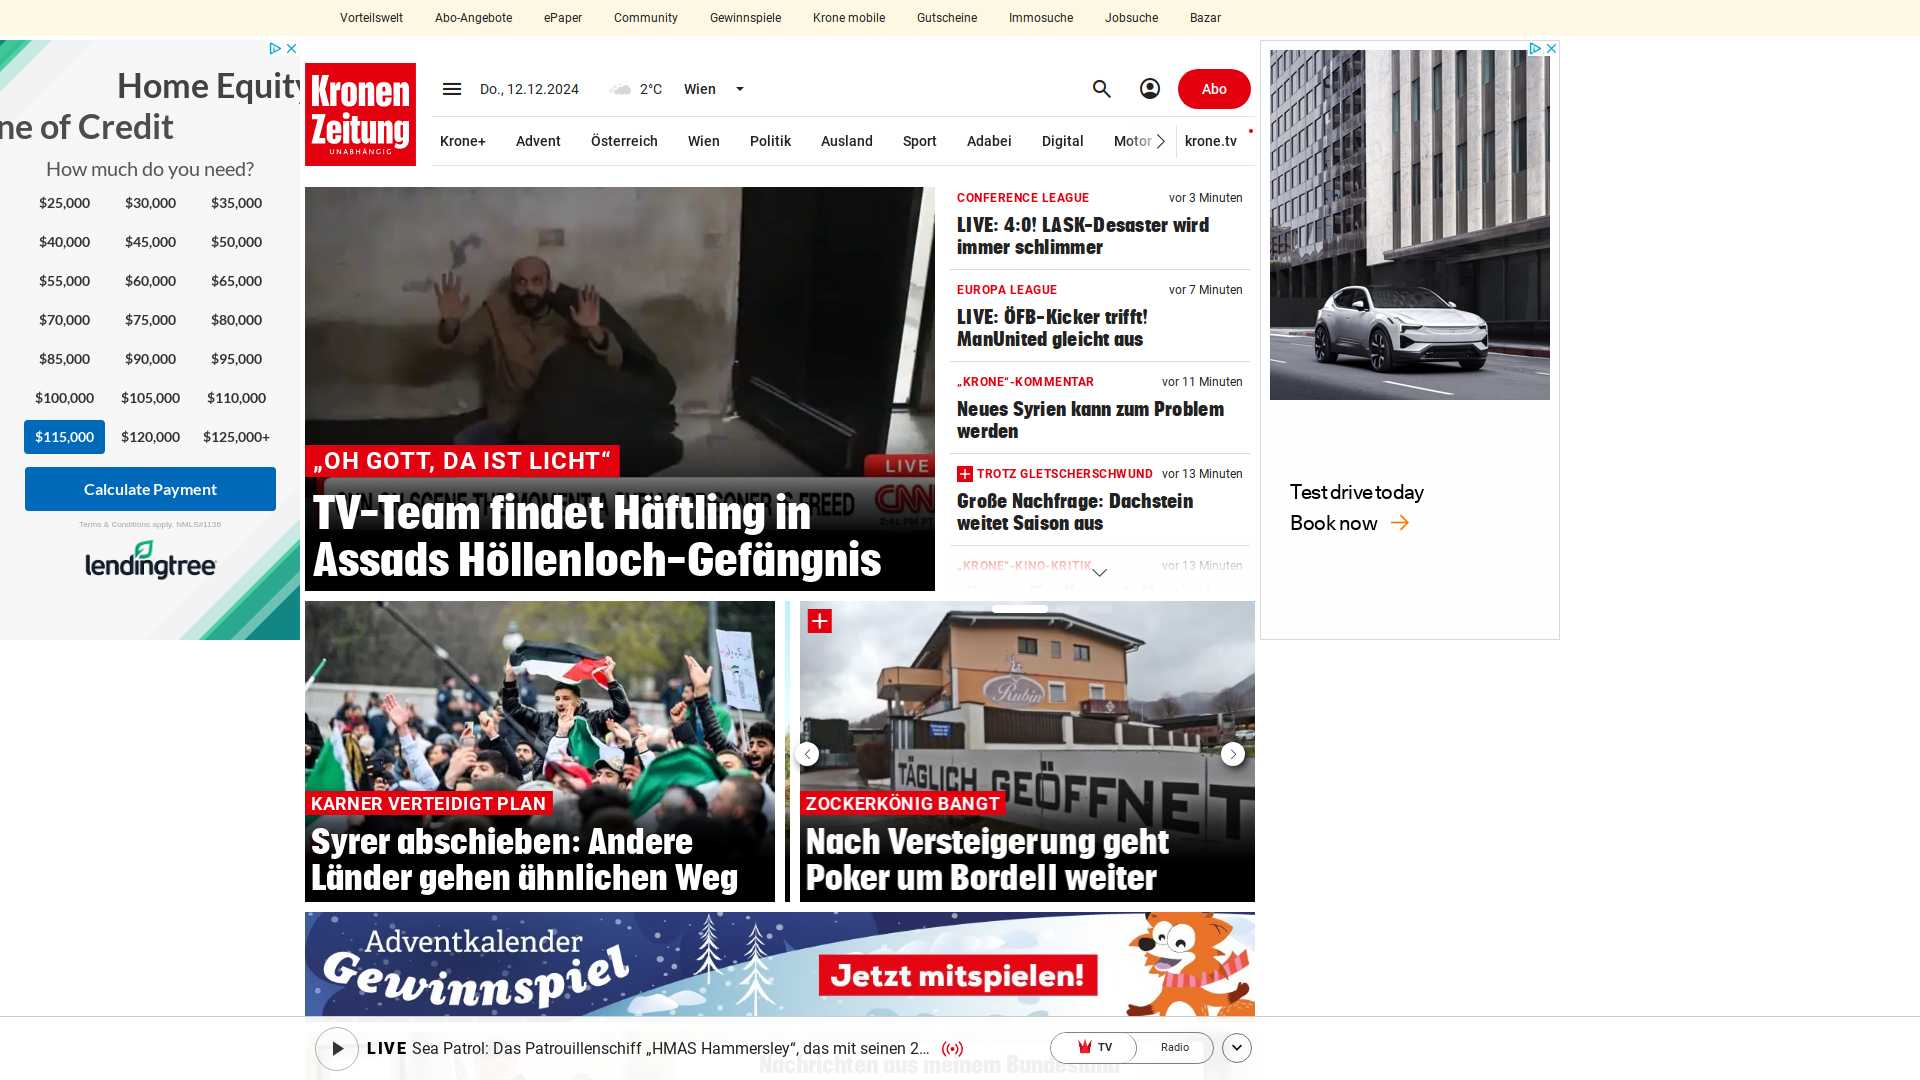 Vorteilswelt Abo-Angebote ePaper Community Gewinnspiele Krone mobile Gutscheine Immosuche Jobsuche Bazar
Home Equity
ne of Credit
How much do you need?
$25,000 $30,000 $35,000
$40,000 $45,000 $50,000
$55,000 $60,000 $65,000
$70,000 $75,000 $80,000
$85,000 $90,000 $95,000
$100,000 $105,000 $110,000
$115,000 $120,000 $125,000+
Calculate Payment
Terms & Conditions apply. NMLS#1136
lendingtree
Kronen
Zeitung
UNABHÄNGIG
Do., 12.12.2024 2°C Wien
Abo
Krone+ Advent Österreich Wien Politik Ausland Sport Adabei Digital Motor krone.tv
LIVE
CNN
„OH GOTT, DA IST LICHT“
TV-Team findet Häftling in
Assads Höllenloch-Gefängnis
CONFERENCE LEAGUE vor 3 Minuten
LIVE: 4:0! LASK-Desaster wird
immer schlimmer
EUROPA LEAGUE vor 7 Minuten
LIVE: ÖFB-Kicker trifft!
ManUnited gleicht aus
„KRONE“-KOMMENTAR vor 11 Minuten
Neues Syrien kann zum Problem
werden
TROTZ GLETSCHERSCHWUND vor 13 Minuten
Große Nachfrage: Dachstein
weitet Saison aus
„KRONE“-KINO-KRITIK vor 13 Minuten
Test drive today
Book now
KARNER VERTEIDIGT PLAN
Syrer abschieben: Andere
Länder gehen ähnlichen Weg
Rubin
TÄGLICH GEÖFFNET
ZOCKERKÖNIG BANGT
Nach Versteigerung geht
Poker um Bordell weiter
Adventkalender
Gewinnspiel
Jetzt mitspielen!
LIVE Sea Patrol: Das Patrouillenschiff „HMAS Hammersley“, das mit seinen 2...
TV Radio
Nachrichten aus meinem Bundesland